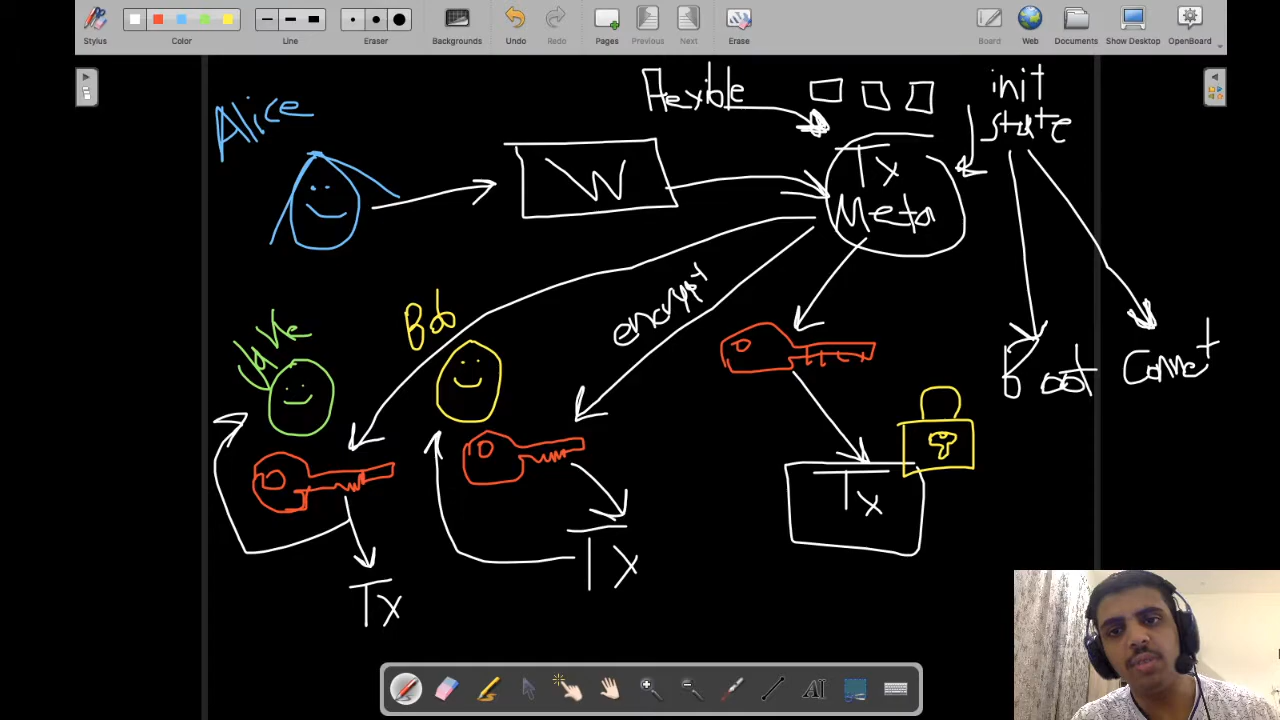 Stylus
Color
Line
Eraser
Backgrounds
Undo
Redo
Pages
Previous
Next
Erase
Board
Web
Documents
Show Desktop
OpenBoard
Flexible
init
state
Alice
W
Tx
Meta
encrypt
Bob
Boot
Tx
Tx
Tx
AI